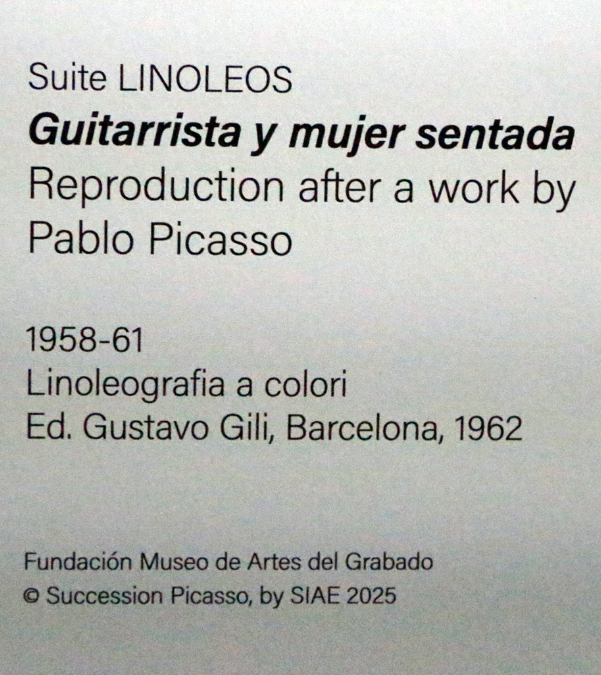 Suite LINOLEOS
Guitarrista y mujer sentada
Reproduction after a work by
Pablo Picasso
1958-61
Linoleografia a colori
Ed. Gustavo Gili, Barcelona, 1962
Fundación Museo de Artes del Grabado
© Succession Picasso, by SIAE 2025